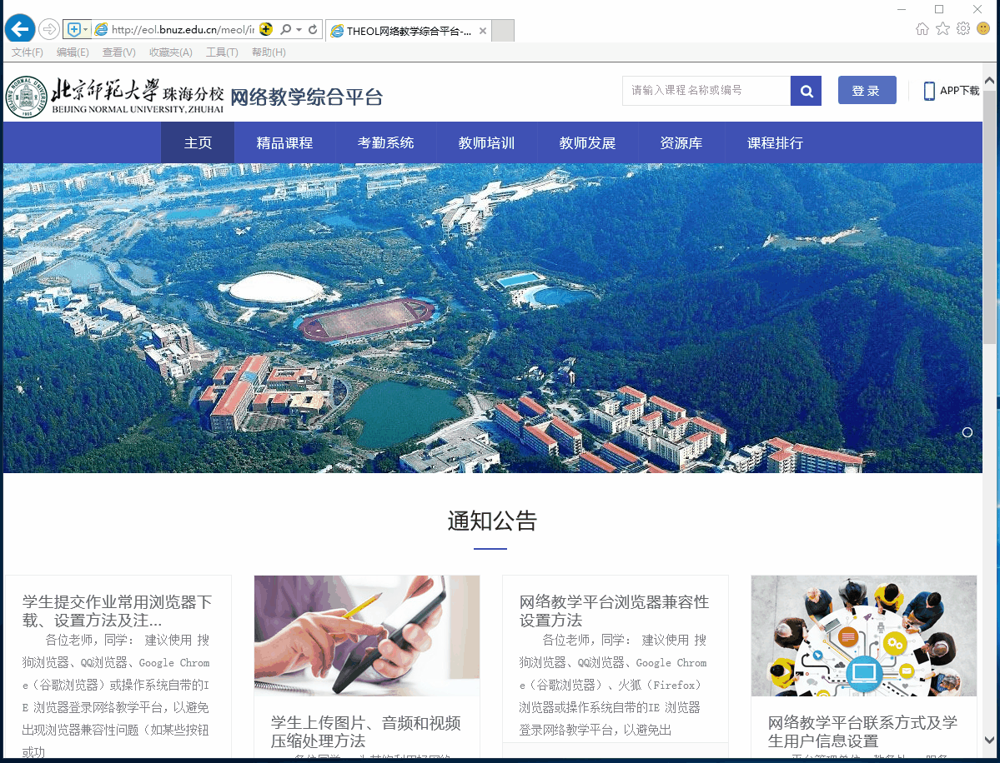 http://eol.bnuz.edu.cn/meol/in
THEOL网络教学综合平台-...
文件(F) 编辑(E) 查看(V) 收藏夹(A) 工具(T) 帮助(H)
北京师范大学 珠海分校
BEIJING NORMAL UNIVERSITY, ZHUHAI
网络教学综合平台
请输入课程名称或编号
登录
APP下载
主页 精品课程 考勤系统 教师培训 教师发展 资源库 课程排行
通知公告
学生提交作业常用浏览器下
载、设置方法及注...
各位老师，同学： 建议使用 搜
狗浏览器、QQ浏览器、Google Chrom
e（谷歌浏览器）或操作系统自带的I
E 浏览器登录网络教学平台，以避免
出现浏览器兼容性问题（如某些按钮
或功
学生上传图片、音频和视频
压缩处理方法
网络教学平台浏览器兼容性
设置方法
各位老师，同学： 建议使用 搜
狗浏览器、QQ浏览器、Google Chrom
e（谷歌浏览器）、火狐（Firefox）
浏览器或操作系统自带的IE 浏览器
登录网络教学平台，以避免出
网络教学平台联系方式及学
生用户信息设置